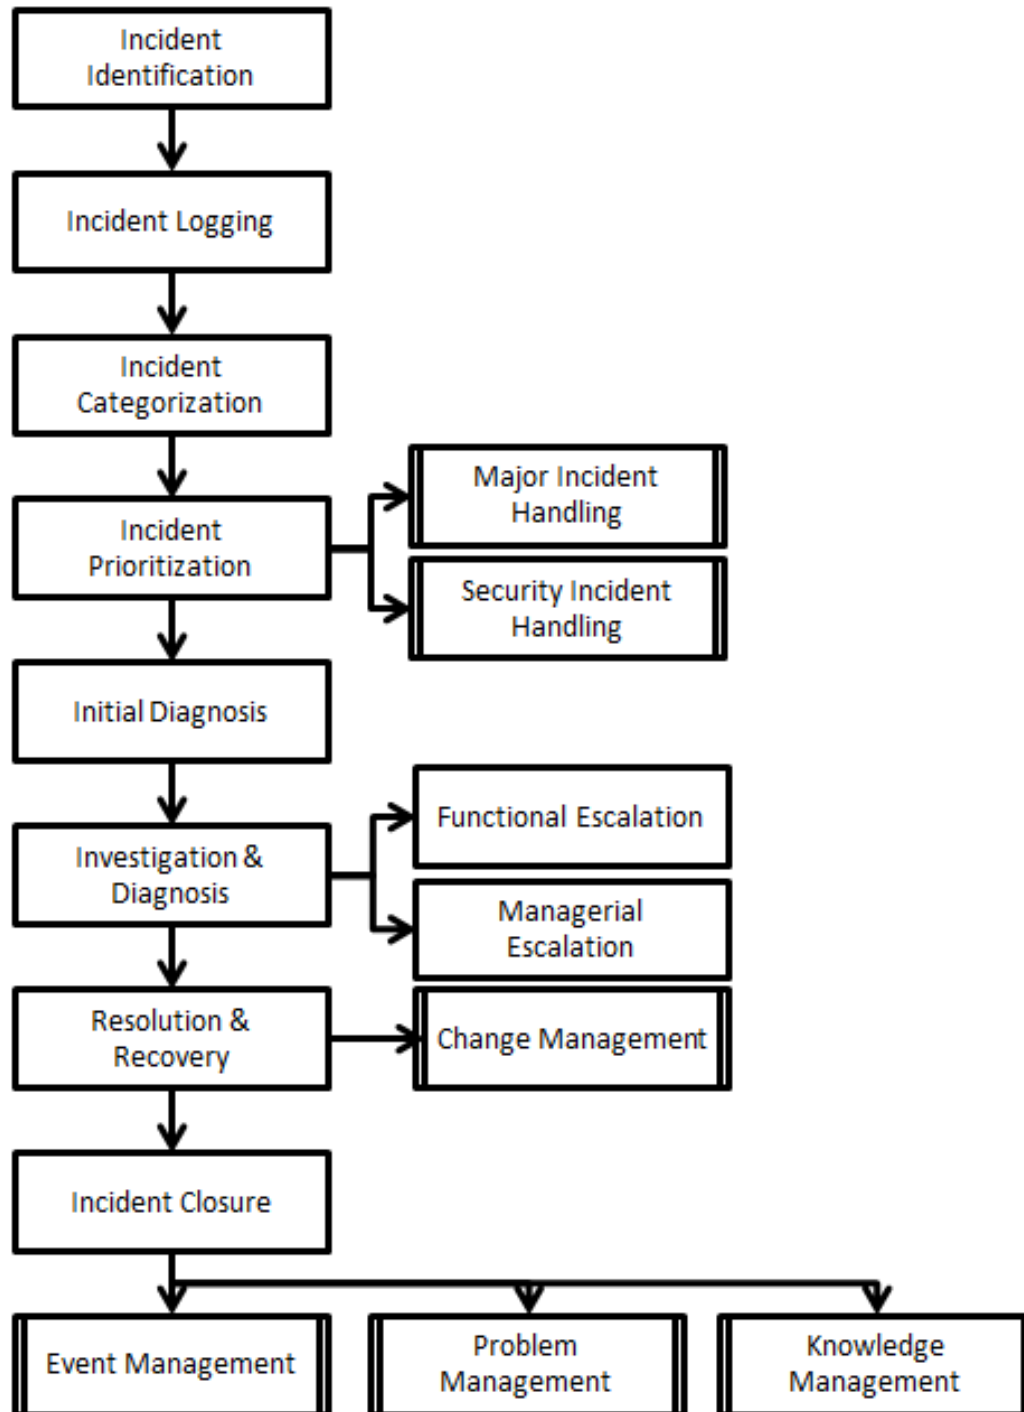 Incident
Identification
Incident Logging
Incident
Categorization
Incident
Prioritization
Major Incident
Handling
Security Incident
Handling
Initial Diagnosis
Investigation &
Diagnosis
Functional Escalation
Managerial
Escalation
Resolution &
Recovery
Change Management
Incident Closure
Event Management
Problem
Management
Knowledge
Management